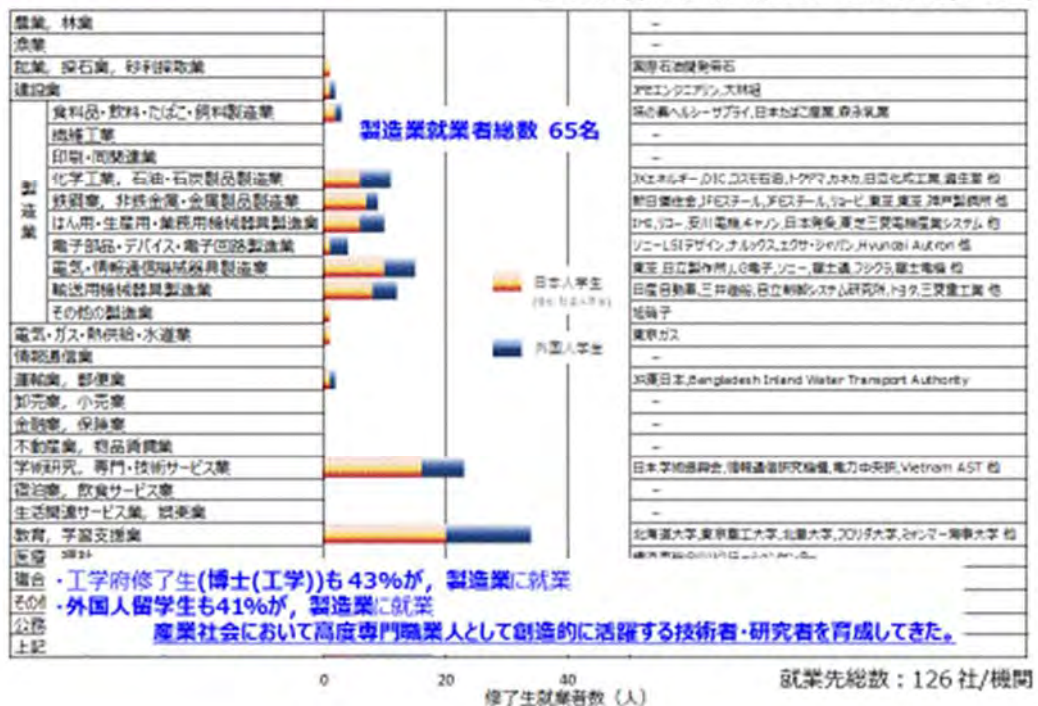 農業, 林業
-
漁業
-
鉱業, 採石業, 砂利採取業
国際石油開発帝石
建設業
JFEエンジニアリン,大林組
製造業
食料品・飲料・たばこ・飼料製造業
味の素ヘルシーサプライ,日本たばこ産業,森永乳業
製造業就業者総数 65名
繊維工業
-
印刷・同関連業
-
化学工業, 石油・石炭製品製造業
JXエネルギー,DIC,コスモ石油,トクヤマ,カネカ,日立化成工業,資生堂 他
鉄鋼業, 非鉄金属・金属製品製造業
新日鐵住金,JFEスチール,JFEスチール,リョービ,東芝,東芝,神戸製鋼所 他
はん用・生産用・業務用機械器具製造業
IHI,リコー,安川電機,キヤノン,日本発条,東芝三菱電機産業システム 他
電子部品・デバイス・電子回路製造業
ソニーLSIデザイン,ナルックス,エクサ・ジャパン,Hyundai Autron 他
電気・情報通信機械器具製造業
東芝,日立製作所,LG電子,ソニー,富士通,フジクラ,富士電機 他
日本人学生
輸送用機械器具製造業
日産自動車,三井造船,日立制御システム研究所,トヨタ,三菱重工業 他
その他の製造業
旭硝子
電気・ガス・熱供給・水道業
東京ガス
外国人学生
情報通信業
-
運輸業, 郵便業
JR東日本,Bangladesh Inland Water Transport Authority
卸売業, 小売業
-
金融業, 保険業
-
不動産業, 物品賃貸業
-
学術研究, 専門・技術サービス業
日本学術振興会,情報通信研究機構,電力中央研,Vietnam AST 他
宿泊業, 飲食サービス業
-
生活関連サービス業, 娯楽業
-
教育, 学習支援業
北海道大学,東京農工大学,北里大学,フロリダ大学,ミャンマー海事大学 他
医療 福祉
複合
・工学府修了生(博士(工学))も43%が, 製造業に就業
その他
・外国人留学生も41%が, 製造業に就業
公務
産業社会において高度専門職業人として創造的に活躍する技術者・研究者を育成してきた。
上記
0 20 40
修了生就業者数(人)
就業先総数:126社/機関